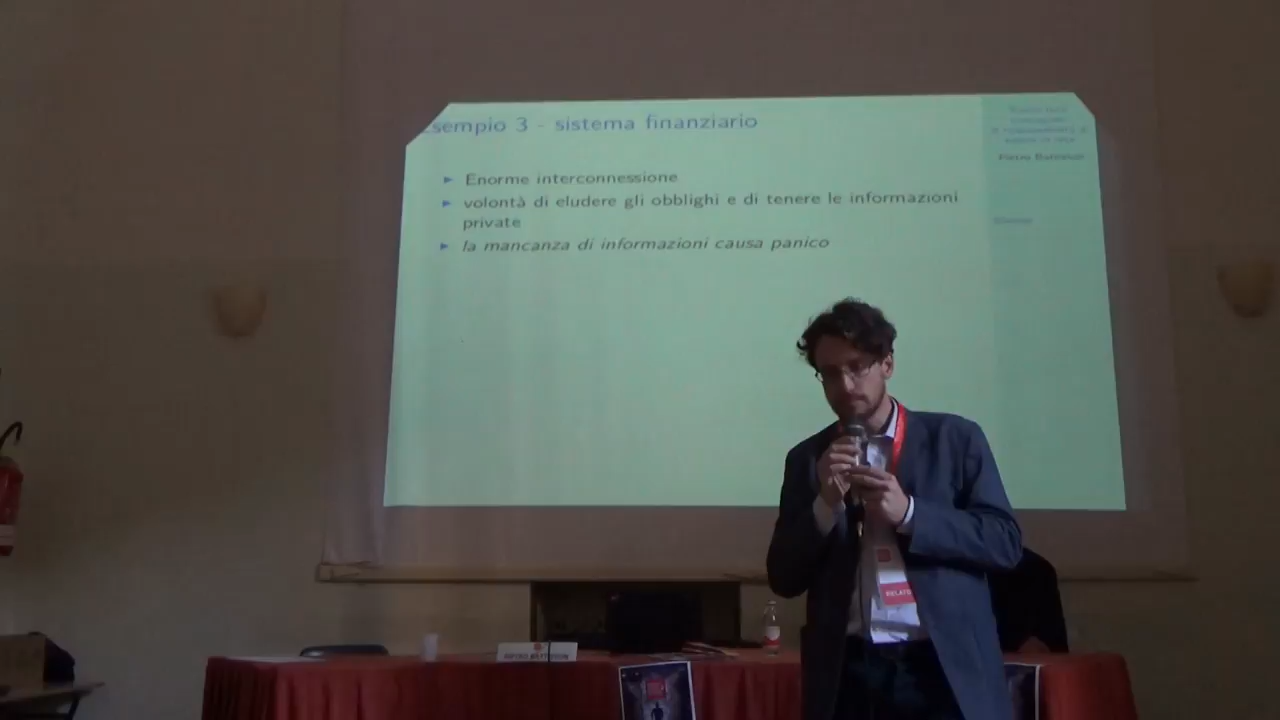 sempio 3 - sistema finanziario
Enorme interconnessione
volontà di eludere gli obblighi e di tenere le informazioni
private
la mancanza di informazioni causa panico
RELATO